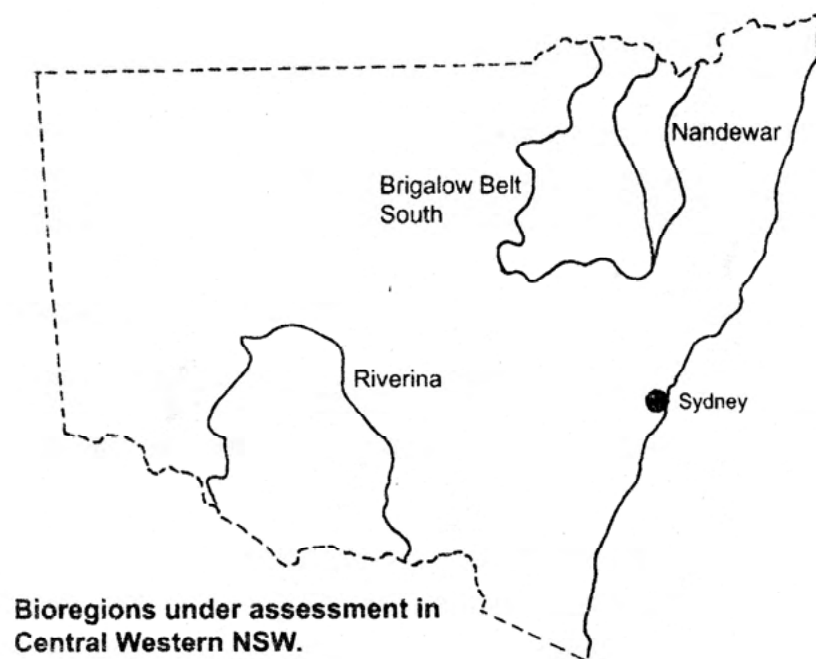 Nandewar
Brigalow Belt
South
Riverina
Sydney
Bioregions under assessment in
Central Western NSW.